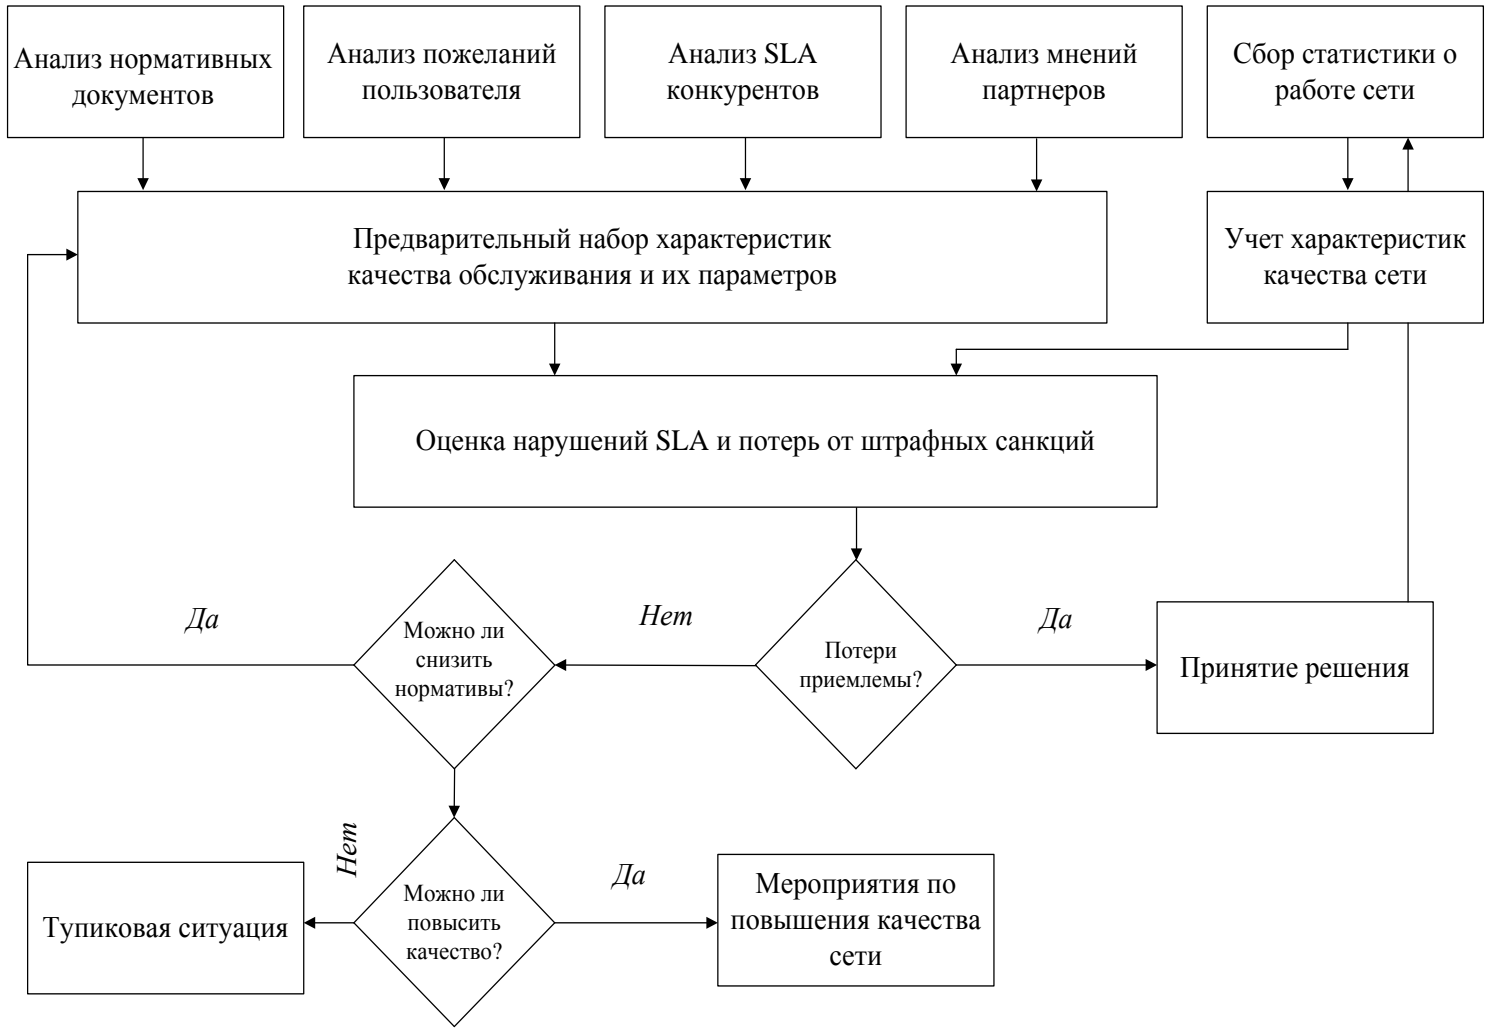 Анализ нормативных
документов
Анализ пожеланий
пользователя
Анализ SLA
конкурентов
Анализ мнений
партнеров
Сбор статистики о
работе сети
Предварительный набор характеристик
качества обслуживания и их параметров
Учет характеристик
качества сети
Оценка нарушений SLA и потерь от штрафных санкций
Да
Можно ли
снизить
нормативы?
Нет
Потери
приемлемы?
Да
Принятие решения
Тупиковая ситуация
Нет
Можно ли
повысить
качество?
Да
Мероприятия по
повышения качества
сети